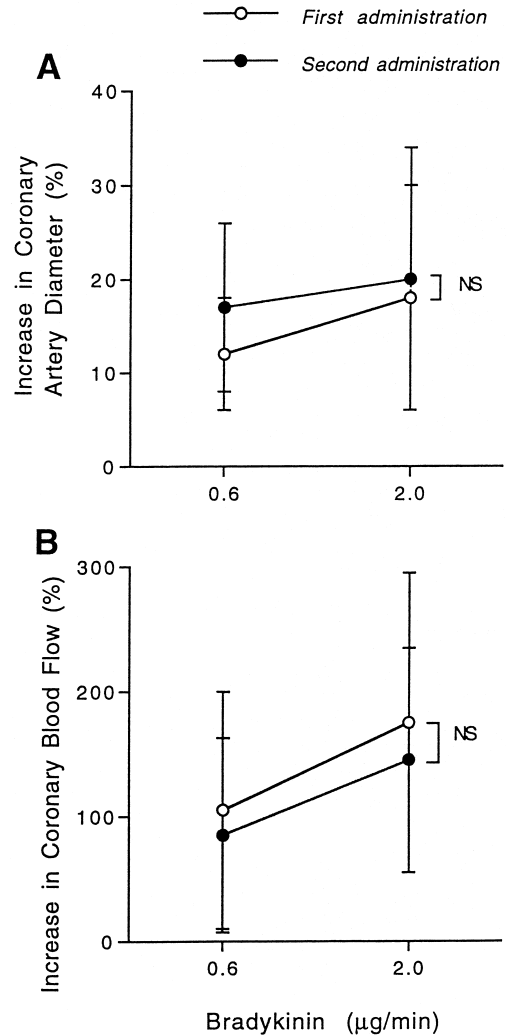 First administration
Second administration
A
Increase in Coronary
Artery Diameter (%)
40
30
20
10
0
NS
0.6
2.0
B
Increase in Coronary Blood Flow (%)
300
200
100
0
NS
0.6
2.0
Bradykinin (μg/min)